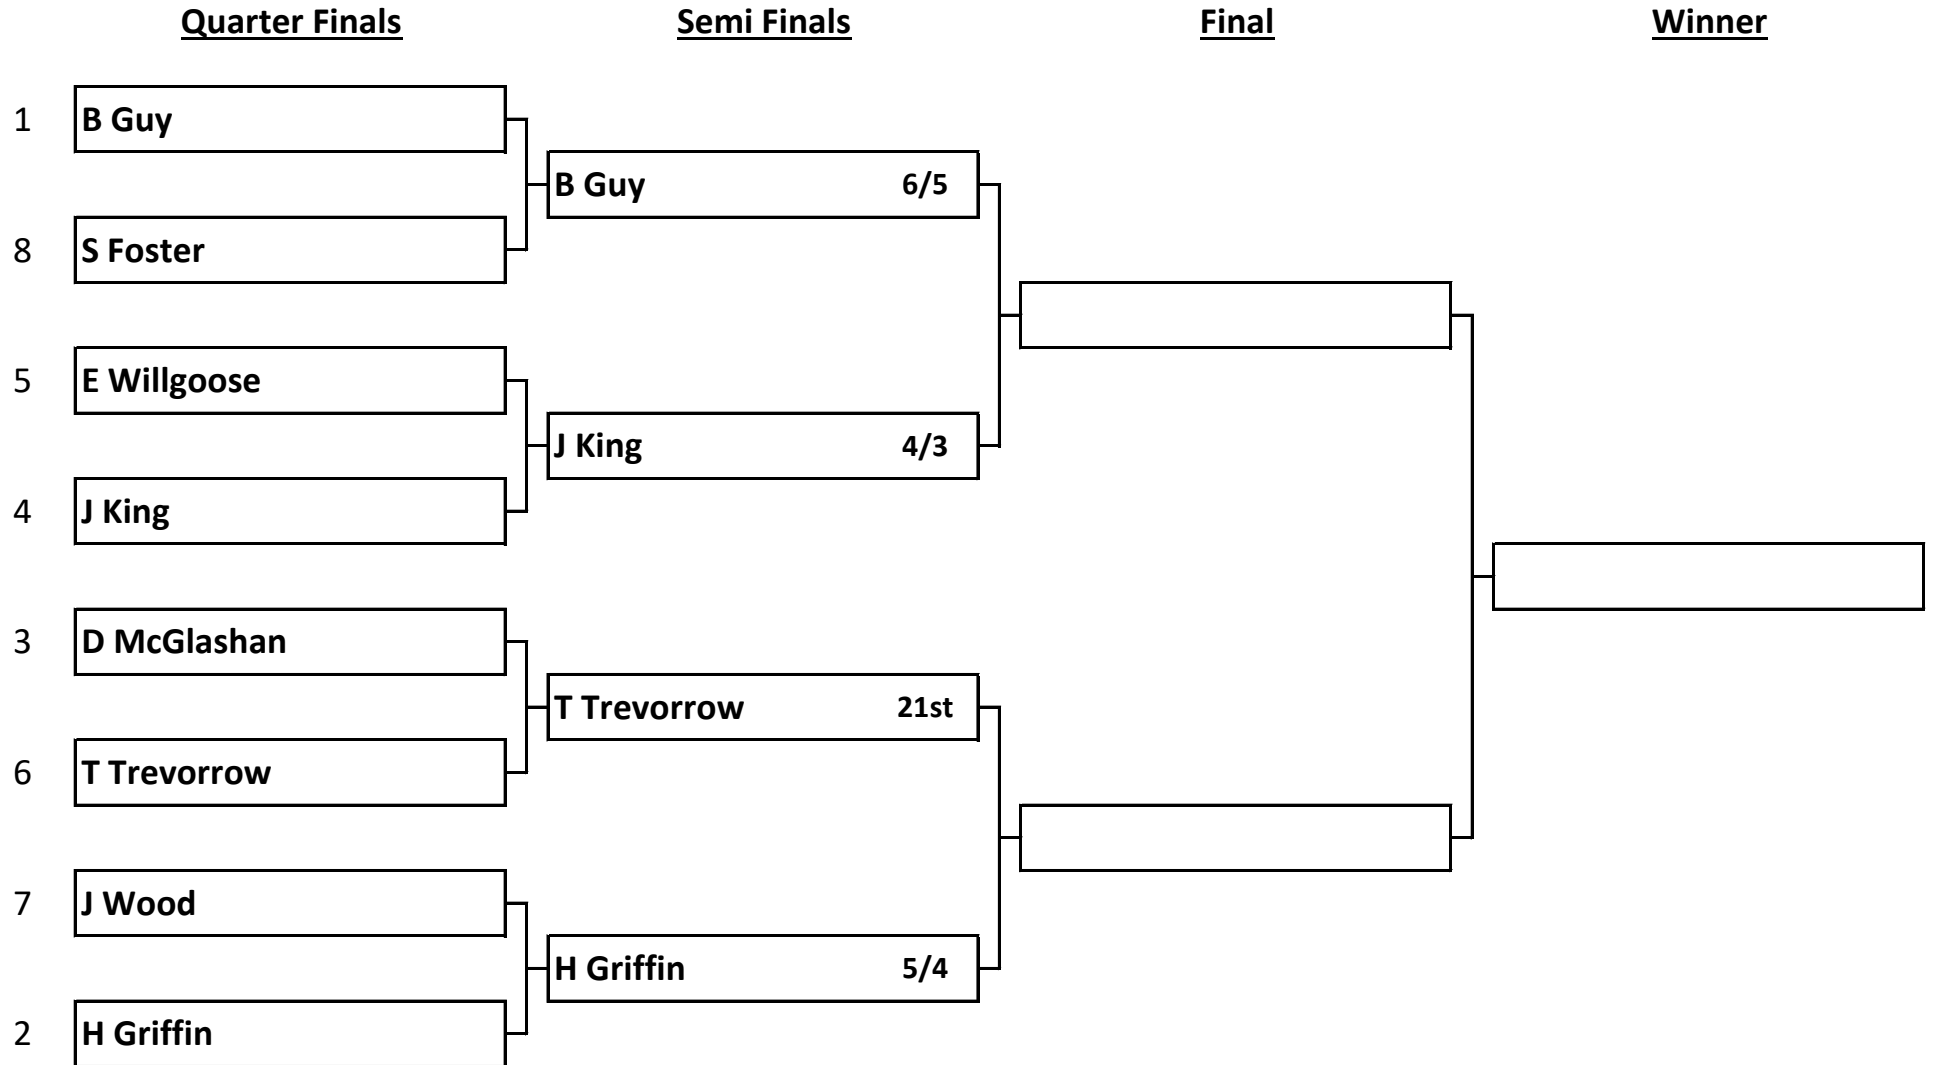 Quarter Finals Semi Finals Final Winner
1 B Guy
B Guy 6/5
8 S Foster
5 E Willgoose
J King 4/3
4 J King
3 D McGlashan
T Trevorrow 21st
6 T Trevorrow
7 J Wood
H Griffin 5/4
2 H Griffin